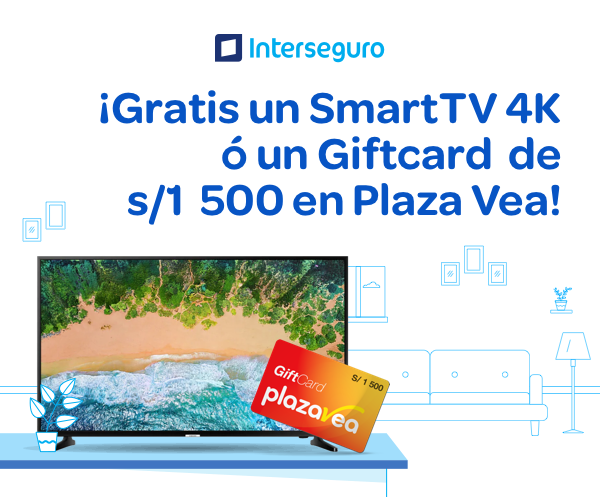 Interseguro
¡Gratis un SmartTV 4K
ó un Giftcard de
s/1 500 en Plaza Vea!
S/ 1 500
GiftCard
plazavea